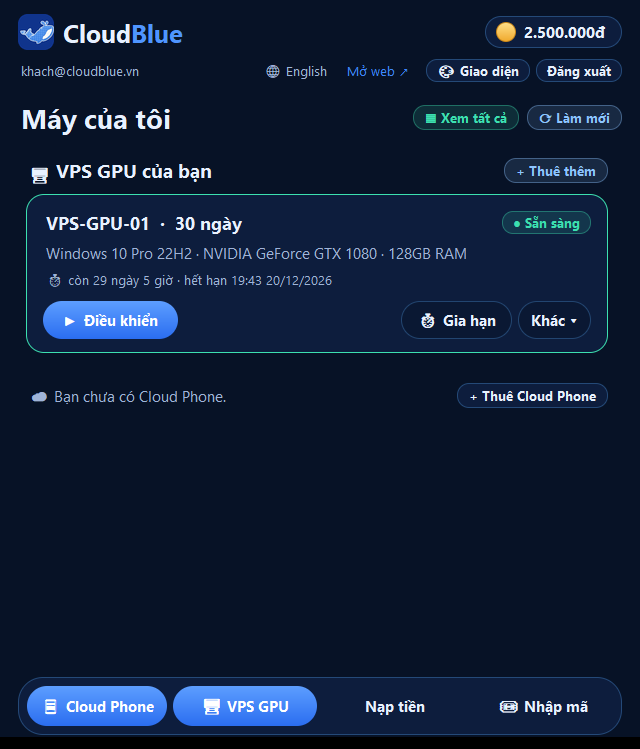 CloudBlue
2.500.000đ
khach@cloudblue.vn
English
Mở web ↗
Giao diện
Đăng xuất
Máy của tôi
Xem tất cả
Làm mới
VPS GPU của bạn
+ Thuê thêm
VPS-GPU-01 · 30 ngày
● Sẵn sàng
Windows 10 Pro 22H2 · NVIDIA GeForce GTX 1080 · 128GB RAM
còn 29 ngày 5 giờ · hết hạn 19:43 20/12/2026
► Điều khiển
Gia hạn
Khác ▾
Bạn chưa có Cloud Phone.
+ Thuê Cloud Phone
Cloud Phone
VPS GPU
Nạp tiền
Nhập mã